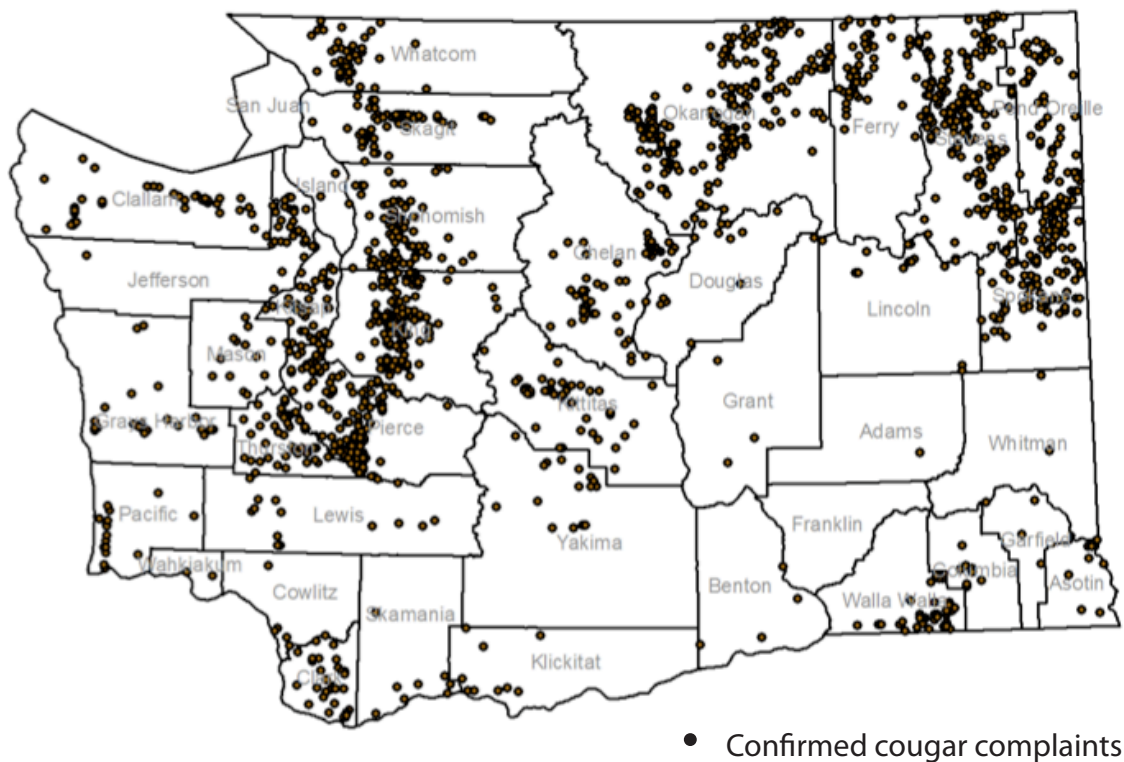 Whatcom
San Juan
Skagit
Okanogan
Ferry
Stevens
Pend Oreille
Clallam
Island
Snohomish
Chelan
Jefferson
Douglas
Kitsap
King
Lincoln
Spokane
Mason
Grays Harbor
Kittitas
Grant
Pierce
Thurston
Adams
Whitman
Pacific
Lewis
Franklin
Yakima
Garfield
Wahkiakum
Cowlitz
Skamania
Benton
Walla Walla
Columbia
Asotin
Klickitat
Clark
Confirmed cougar complaints